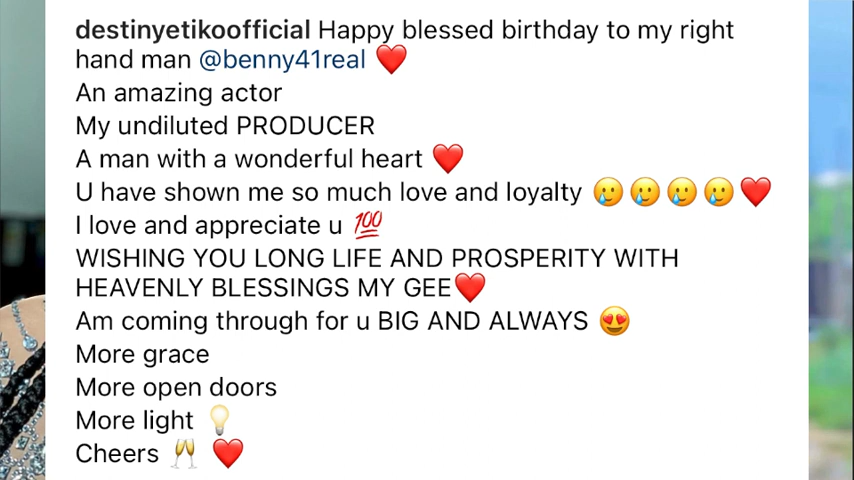 destinyetikoofficial Happy blessed birthday to my right
hand man @benny41real ❤️
An amazing actor
My undiluted PRODUCER
A man with a wonderful heart ❤️
U have shown me so much love and loyalty 🥲🥲🥲🥲❤️
I love and appreciate u 💯
WISHING YOU LONG LIFE AND PROSPERITY WITH
HEAVENLY BLESSINGS MY GEE❤️
Am coming through for u BIG AND ALWAYS 😍
More grace
More open doors
More light 💡
Cheers 🥂 ❤️